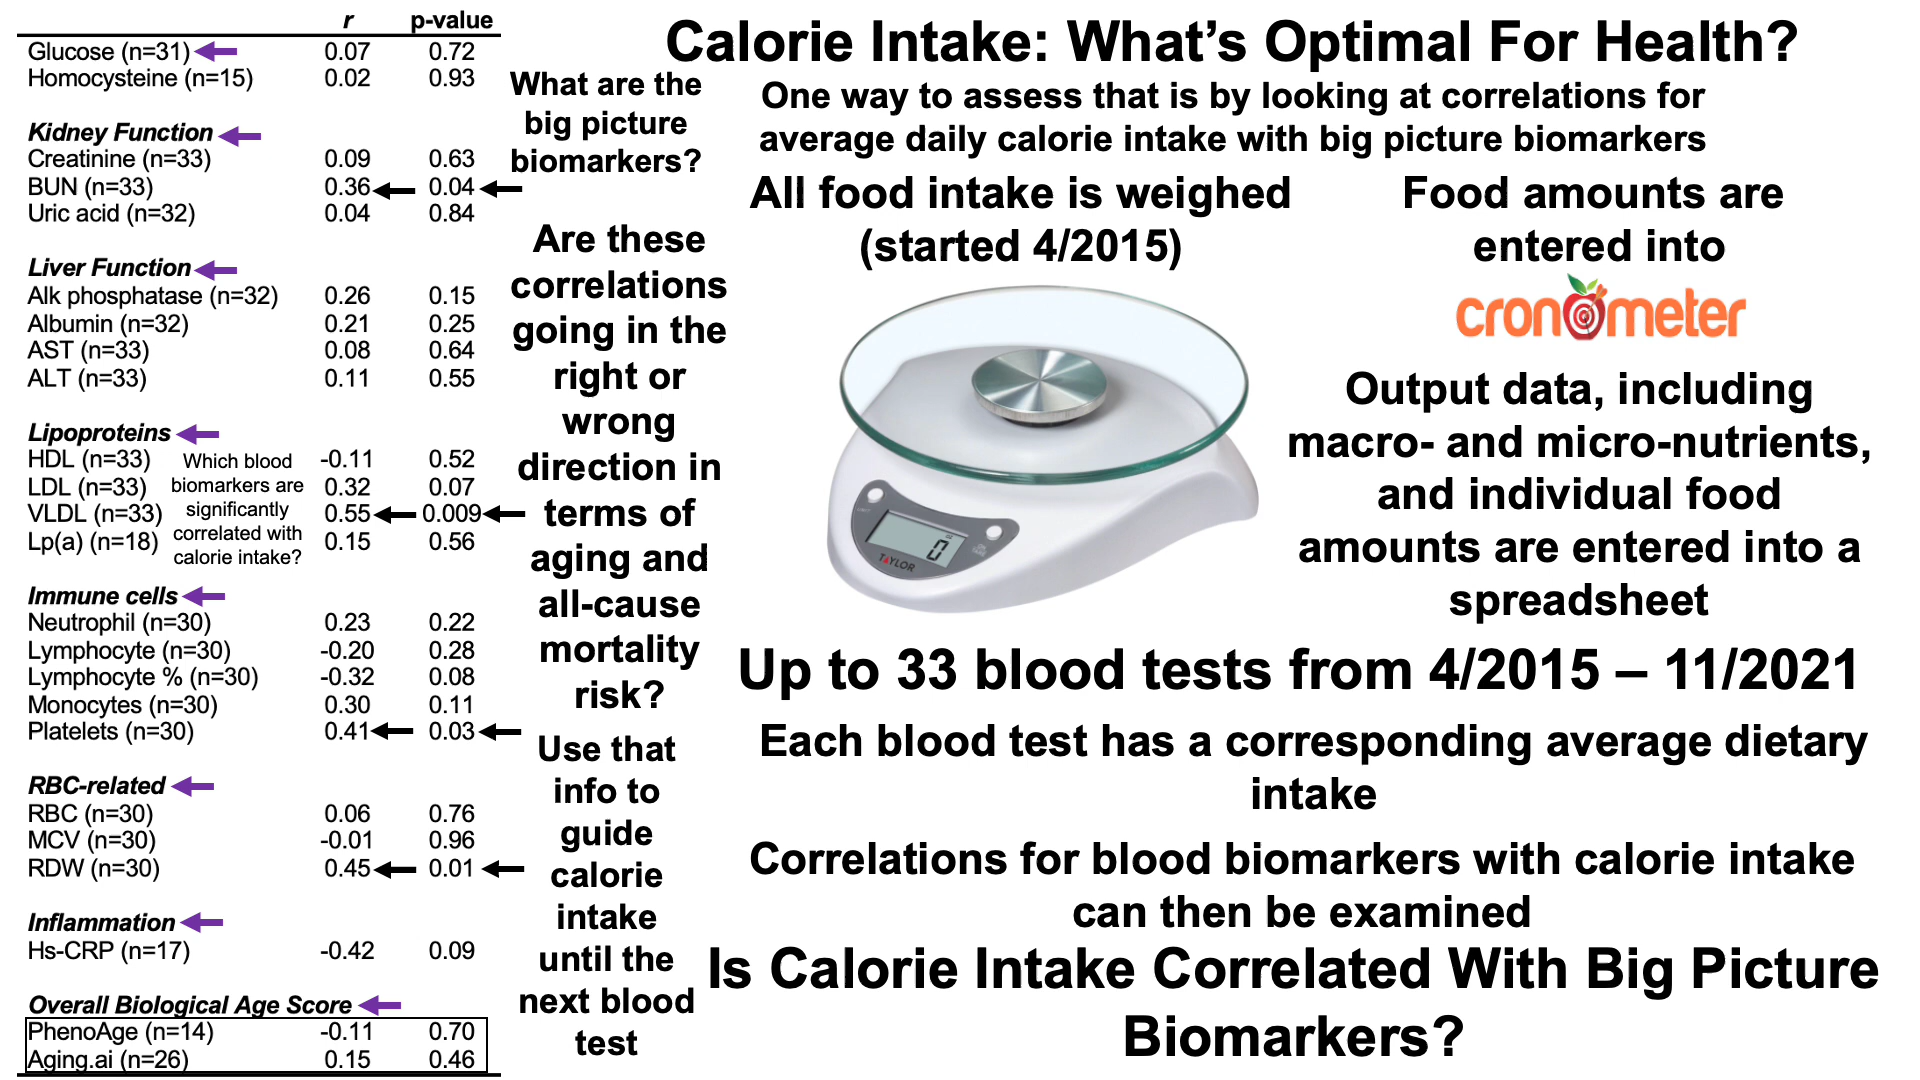 r p-value
Glucose (n=31) 0.07 0.72
Homocysteine (n=15) 0.02 0.93
Kidney Function
Creatinine (n=33) 0.09 0.63
BUN (n=33) 0.36 0.04
Uric acid (n=32) 0.04 0.84
Liver Function
Alk phosphatase (n=32) 0.26 0.15
Albumin (n=32) 0.21 0.25
AST (n=33) 0.08 0.64
ALT (n=33) 0.11 0.55
Lipoproteins
HDL (n=33) -0.11 0.52
LDL (n=33) 0.32 0.07
VLDL (n=33) 0.55 0.009
Lp(a) (n=18) 0.15 0.56
Which blood
biomarkers are
significantly
correlated with
calorie intake?
Immune cells
Neutrophil (n=30) 0.23 0.22
Lymphocyte (n=30) -0.20 0.28
Lymphocyte % (n=30) -0.32 0.08
Monocytes (n=30) 0.30 0.11
Platelets (n=30) 0.41 0.03
RBC-related
RBC (n=30) 0.06 0.76
MCV (n=30) -0.01 0.96
RDW (n=30) 0.45 0.01
Inflammation
Hs-CRP (n=17) -0.42 0.09
Overall Biological Age Score
PhenoAge (n=14) -0.11 0.70
Aging.ai (n=26) 0.15 0.46
What are the
big picture
biomarkers?
Are these
correlations
going in the
right or
wrong
direction in
terms of
aging and
all-cause
mortality
risk?
Use that
info to
guide
calorie
intake
until the
next blood
test
Calorie Intake: What’s Optimal For Health?
One way to assess that is by looking at correlations for
average daily calorie intake with big picture biomarkers
All food intake is weighed
(started 4/2015)
TAYLOR
0
Food amounts are
entered into
cronometer
Output data, including
macro- and micro-nutrients,
and individual food
amounts are entered into a
spreadsheet
Up to 33 blood tests from 4/2015 – 11/2021
Each blood test has a corresponding average dietary
intake
Correlations for blood biomarkers with calorie intake
can then be examined
Is Calorie Intake Correlated With Big Picture
Biomarkers?